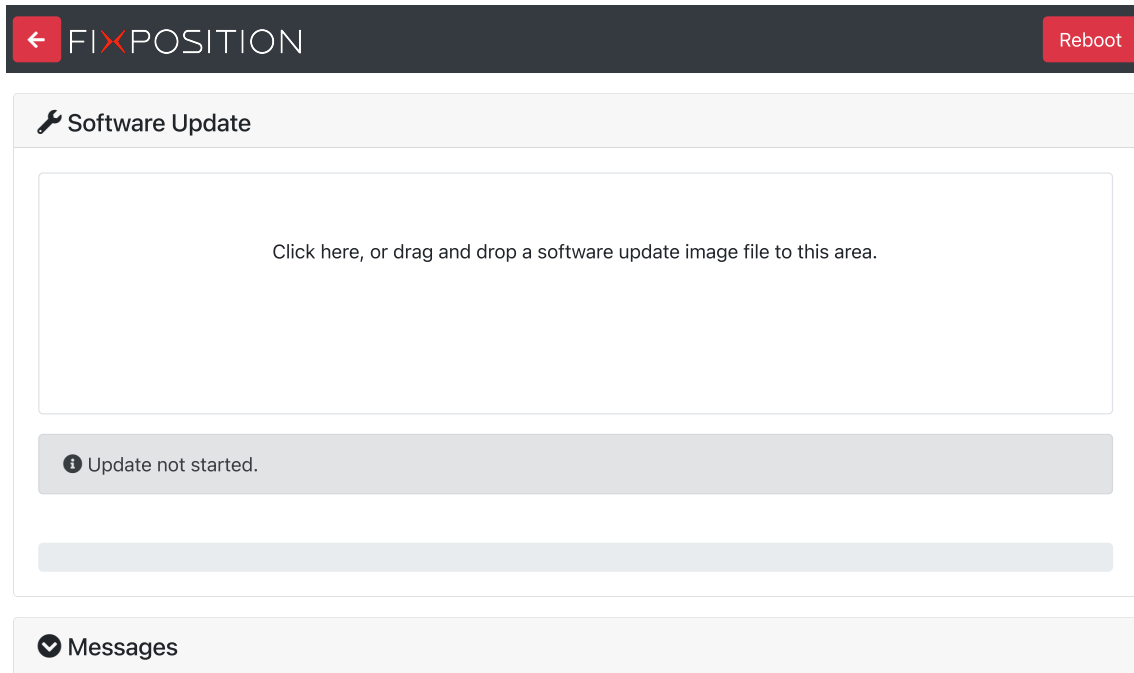 FIXPOSITION
Reboot
Software Update
Click here, or drag and drop a software update image file to this area.
Update not started.
Messages